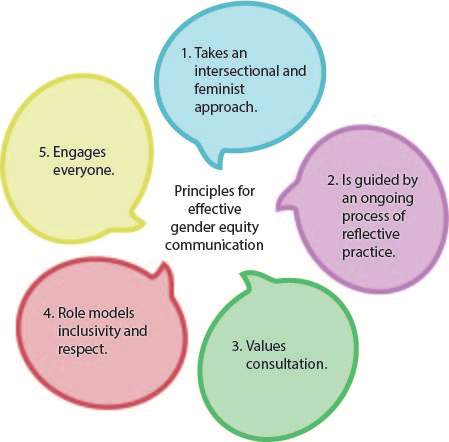 1. Takes an
intersectional and
feminist
approach.
2. Is guided by
an ongoing
process of
reflective
practice.
3. Values
consultation.
4. Role models
inclusivity and
respect.
5. Engages
everyone.
Principles for
effective
gender equity
communication